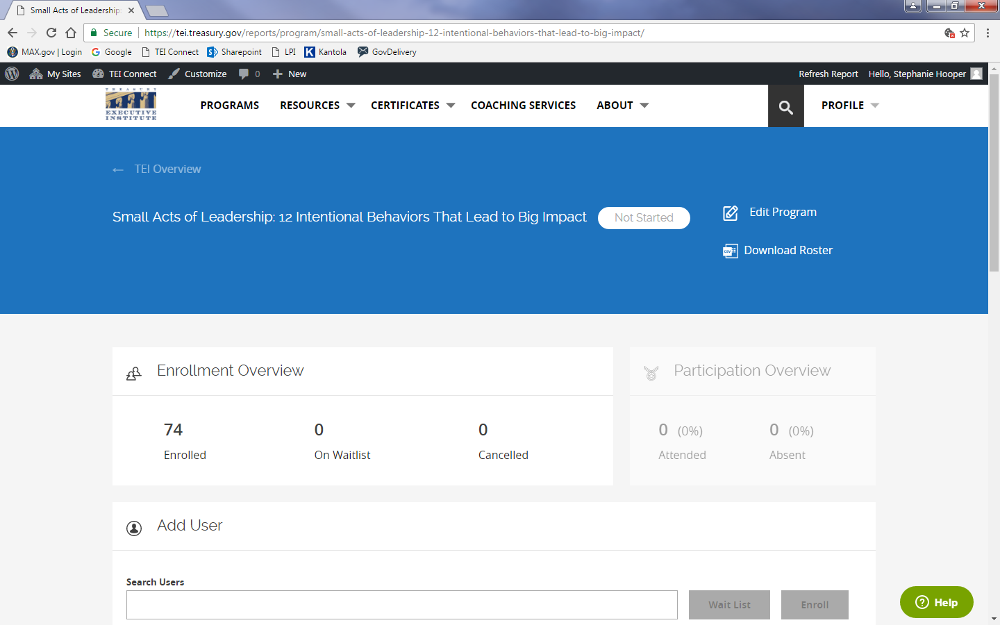 Small Acts of Leadership:
Secure https://tei.treasury.gov/reports/program/small-acts-of-leadership-12-intentional-behaviors-that-lead-to-big-impact/
MAX.gov | Login Google TEI Connect Sharepoint LPI Kantola GovDelivery
My Sites TEI Connect Customize 0 New Refresh Report Hello, Stephanie Hooper
TREASURY
TEI
EXECUTIVE
INSTITUTE
PROGRAMS RESOURCES CERTIFICATES COACHING SERVICES ABOUT PROFILE
← TEI Overview
Small Acts of Leadership: 12 Intentional Behaviors That Lead to Big Impact Not Started
Edit Program
CSV Download Roster
Enrollment Overview
74 0 0
Enrolled On Waitlist Cancelled
Participation Overview
0 (0%) 0 (0%)
Attended Absent
Add User
Search Users
Wait List Enroll
? Help